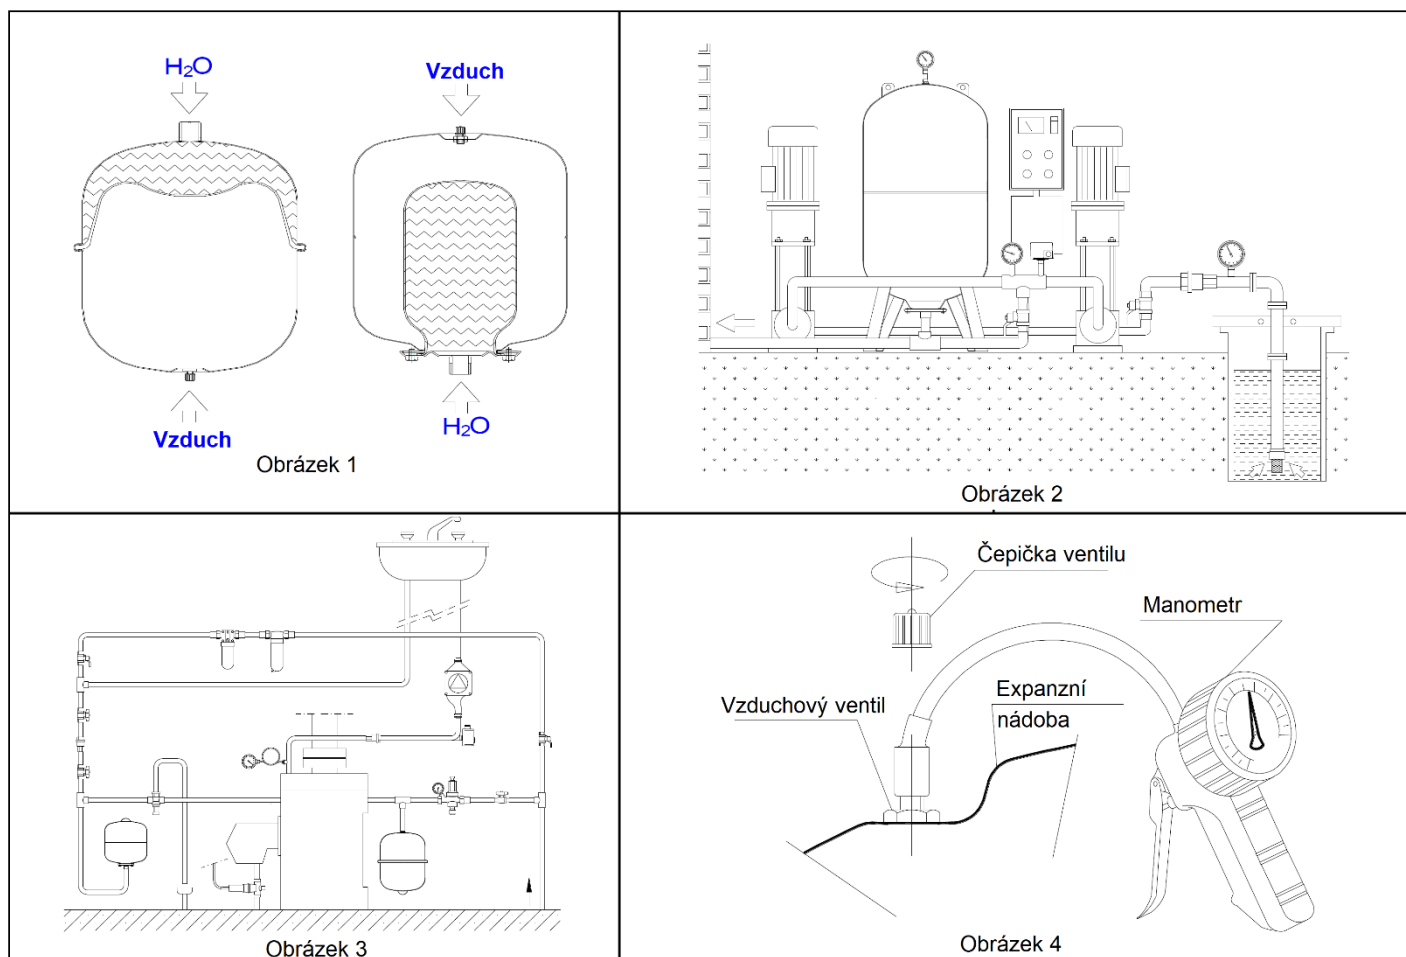 H₂O
Vzduch
Vzduch
H₂O
Obrázek 1
Obrázek 2
Obrázek 3
Čepička ventilu
Manometr
Vzduchový ventil
Expanzní
nádoba
Obrázek 4